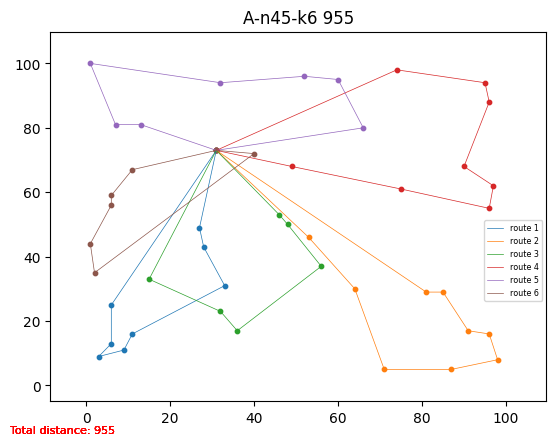 A-n45-k6 955
100
80
60
40
20
0
route 1
route 2
route 3
route 4
route 5
route 6
0 20 40 60 80 100
Total distance: 955